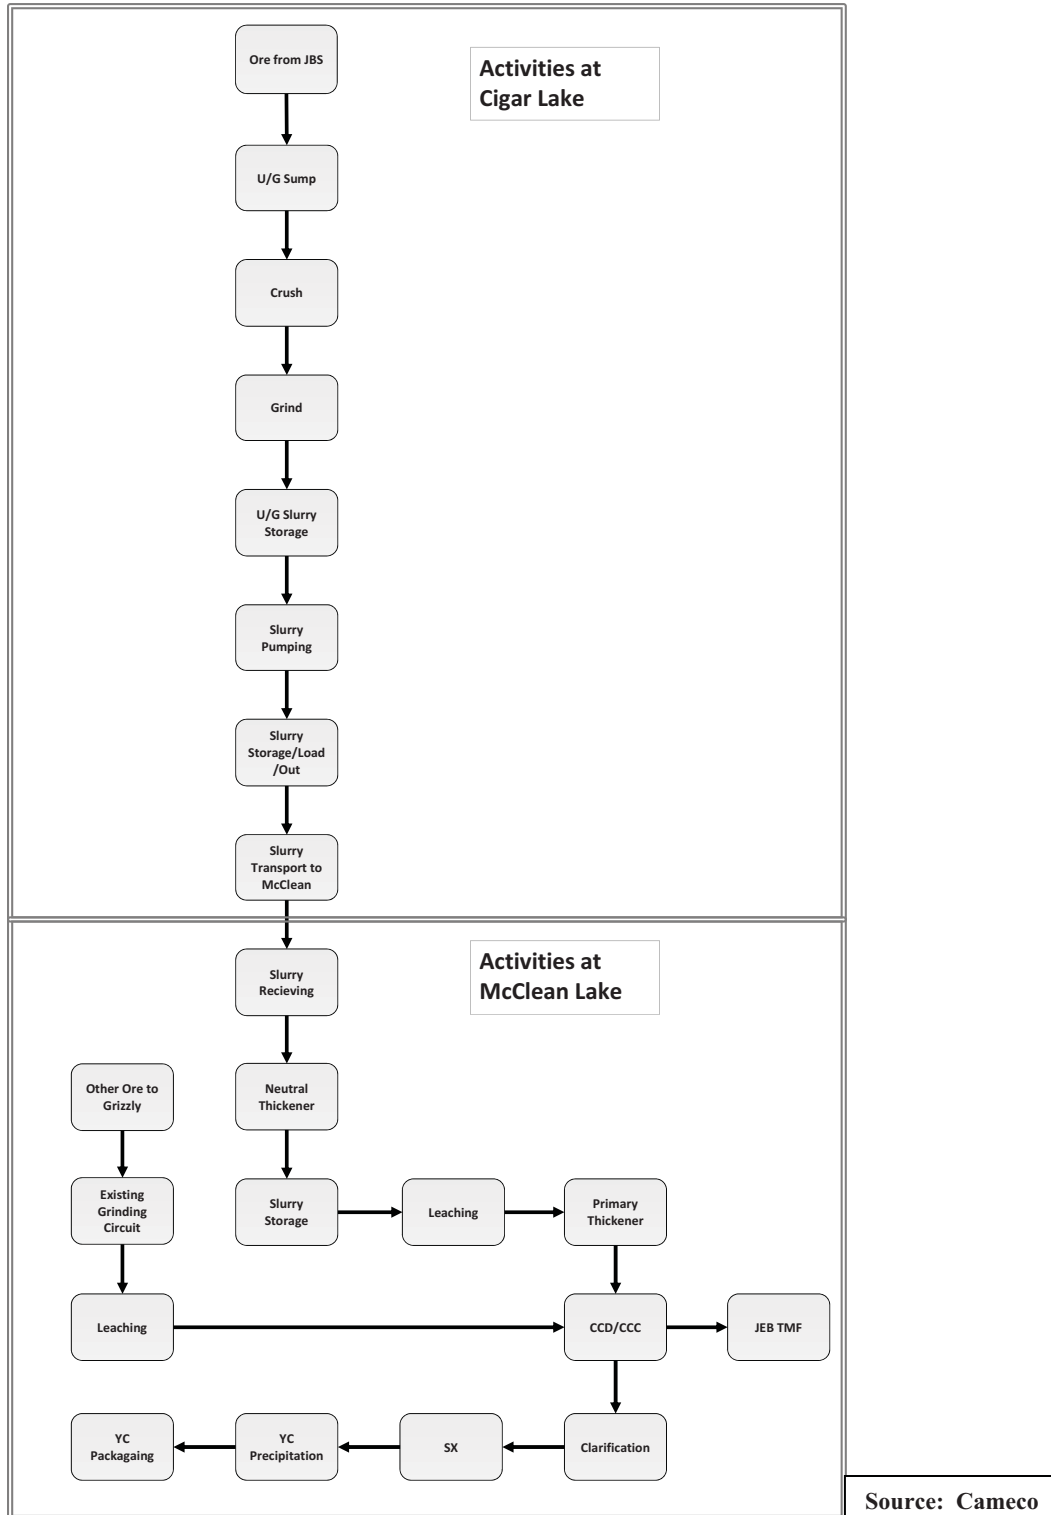 Ore from JBS
Activities at
Cigar Lake
U/G Sump
Crush
Grind
U/G Slurry
Storage
Slurry
Pumping
Slurry
Storage/Load
/Out
Slurry
Transport to
McClean
Slurry
Recieving
Activities at
McClean Lake
Other Ore to
Grizzly
Neutral
Thickener
Existing
Grinding
Circuit
Slurry
Storage
Leaching
Primary
Thickener
Leaching
CCD/CCC
JEB TMF
YC
Packagaing
YC
Precipitation
SX
Clarification
Source: Cameco